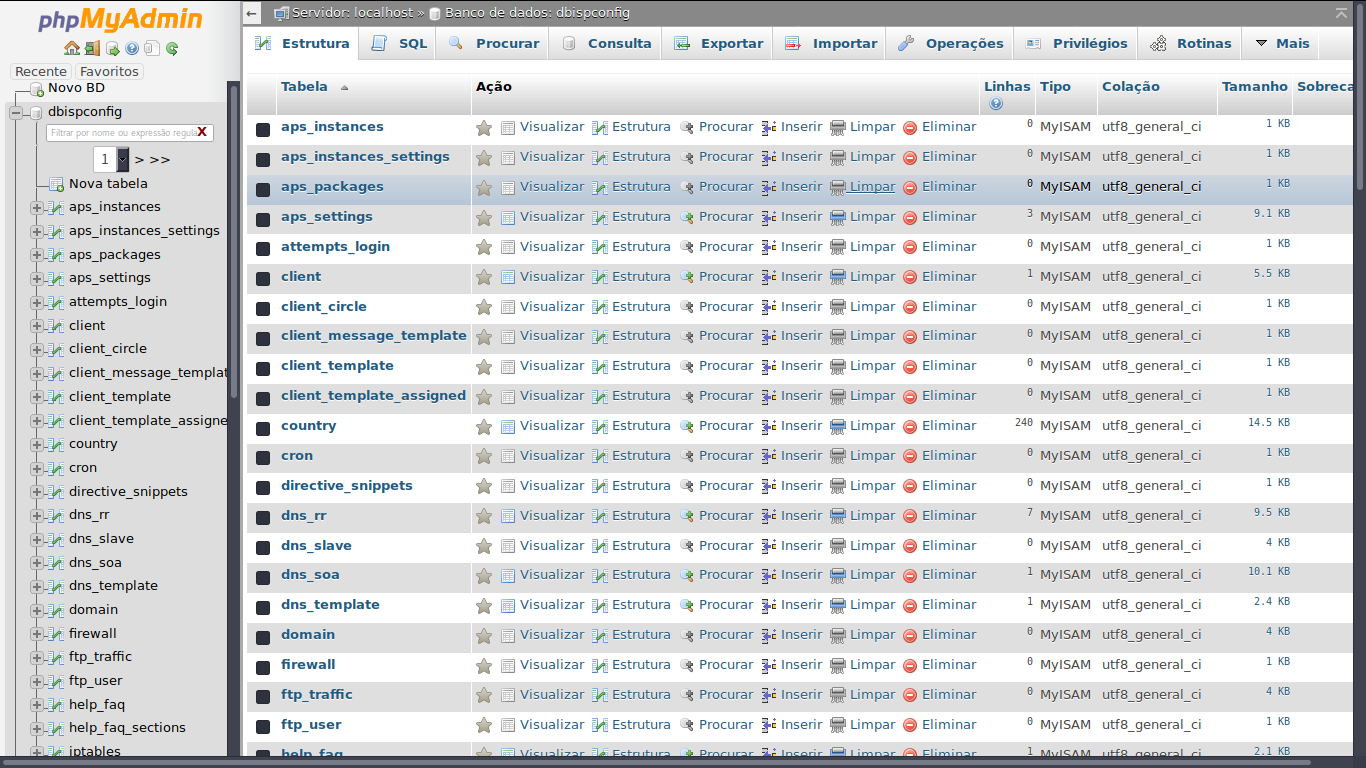 phpMyAdmin
Recente Favoritos
Novo BD
dbispconfig
Filtrar por nome ou expressão regula X
1 > >>
Nova tabela
aps_instances
aps_instances_settings
aps_packages
aps_settings
attempts_login
client
client_circle
client_message_templat
client_template
client_template_assigne
country
cron
directive_snippets
dns_rr
dns_slave
dns_soa
dns_template
domain
firewall
ftp_traffic
ftp_user
help_faq
help_faq_sections
iptables
← Servidor: localhost » Banco de dados: dbispconfig
Estrutura SQL Procurar Consulta Exportar Importar Operações Privilégios Rotinas Mais
Tabela Ação Linhas Tipo Colação Tamanho Sobreca
aps_instances Visualizar Estrutura Procurar Inserir Limpar Eliminar 0 MyISAM utf8_general_ci 1 KB
aps_instances_settings Visualizar Estrutura Procurar Inserir Limpar Eliminar 0 MyISAM utf8_general_ci 1 KB
aps_packages Visualizar Estrutura Procurar Inserir Limpar Eliminar 0 MyISAM utf8_general_ci 1 KB
aps_settings Visualizar Estrutura Procurar Inserir Limpar Eliminar 3 MyISAM utf8_general_ci 9.1 KB
attempts_login Visualizar Estrutura Procurar Inserir Limpar Eliminar 0 MyISAM utf8_general_ci 1 KB
client Visualizar Estrutura Procurar Inserir Limpar Eliminar 1 MyISAM utf8_general_ci 5.5 KB
client_circle Visualizar Estrutura Procurar Inserir Limpar Eliminar 0 MyISAM utf8_general_ci 1 KB
client_message_template Visualizar Estrutura Procurar Inserir Limpar Eliminar 0 MyISAM utf8_general_ci 1 KB
client_template Visualizar Estrutura Procurar Inserir Limpar Eliminar 0 MyISAM utf8_general_ci 1 KB
client_template_assigned Visualizar Estrutura Procurar Inserir Limpar Eliminar 0 MyISAM utf8_general_ci 1 KB
country Visualizar Estrutura Procurar Inserir Limpar Eliminar 240 MyISAM utf8_general_ci 14.5 KB
cron Visualizar Estrutura Procurar Inserir Limpar Eliminar 0 MyISAM utf8_general_ci 1 KB
directive_snippets Visualizar Estrutura Procurar Inserir Limpar Eliminar 0 MyISAM utf8_general_ci 1 KB
dns_rr Visualizar Estrutura Procurar Inserir Limpar Eliminar 7 MyISAM utf8_general_ci 9.5 KB
dns_slave Visualizar Estrutura Procurar Inserir Limpar Eliminar 0 MyISAM utf8_general_ci 4 KB
dns_soa Visualizar Estrutura Procurar Inserir Limpar Eliminar 1 MyISAM utf8_general_ci 10.1 KB
dns_template Visualizar Estrutura Procurar Inserir Limpar Eliminar 1 MyISAM utf8_general_ci 2.4 KB
domain Visualizar Estrutura Procurar Inserir Limpar Eliminar 0 MyISAM utf8_general_ci 4 KB
firewall Visualizar Estrutura Procurar Inserir Limpar Eliminar 0 MyISAM utf8_general_ci 1 KB
ftp_traffic Visualizar Estrutura Procurar Inserir Limpar Eliminar 0 MyISAM utf8_general_ci 4 KB
ftp_user Visualizar Estrutura Procurar Inserir Limpar Eliminar 0 MyISAM utf8_general_ci 1 KB
help_faq Visualizar Estrutura Procurar Inserir Limpar Eliminar 1 MyISAM utf8_general_ci 2.1 KB